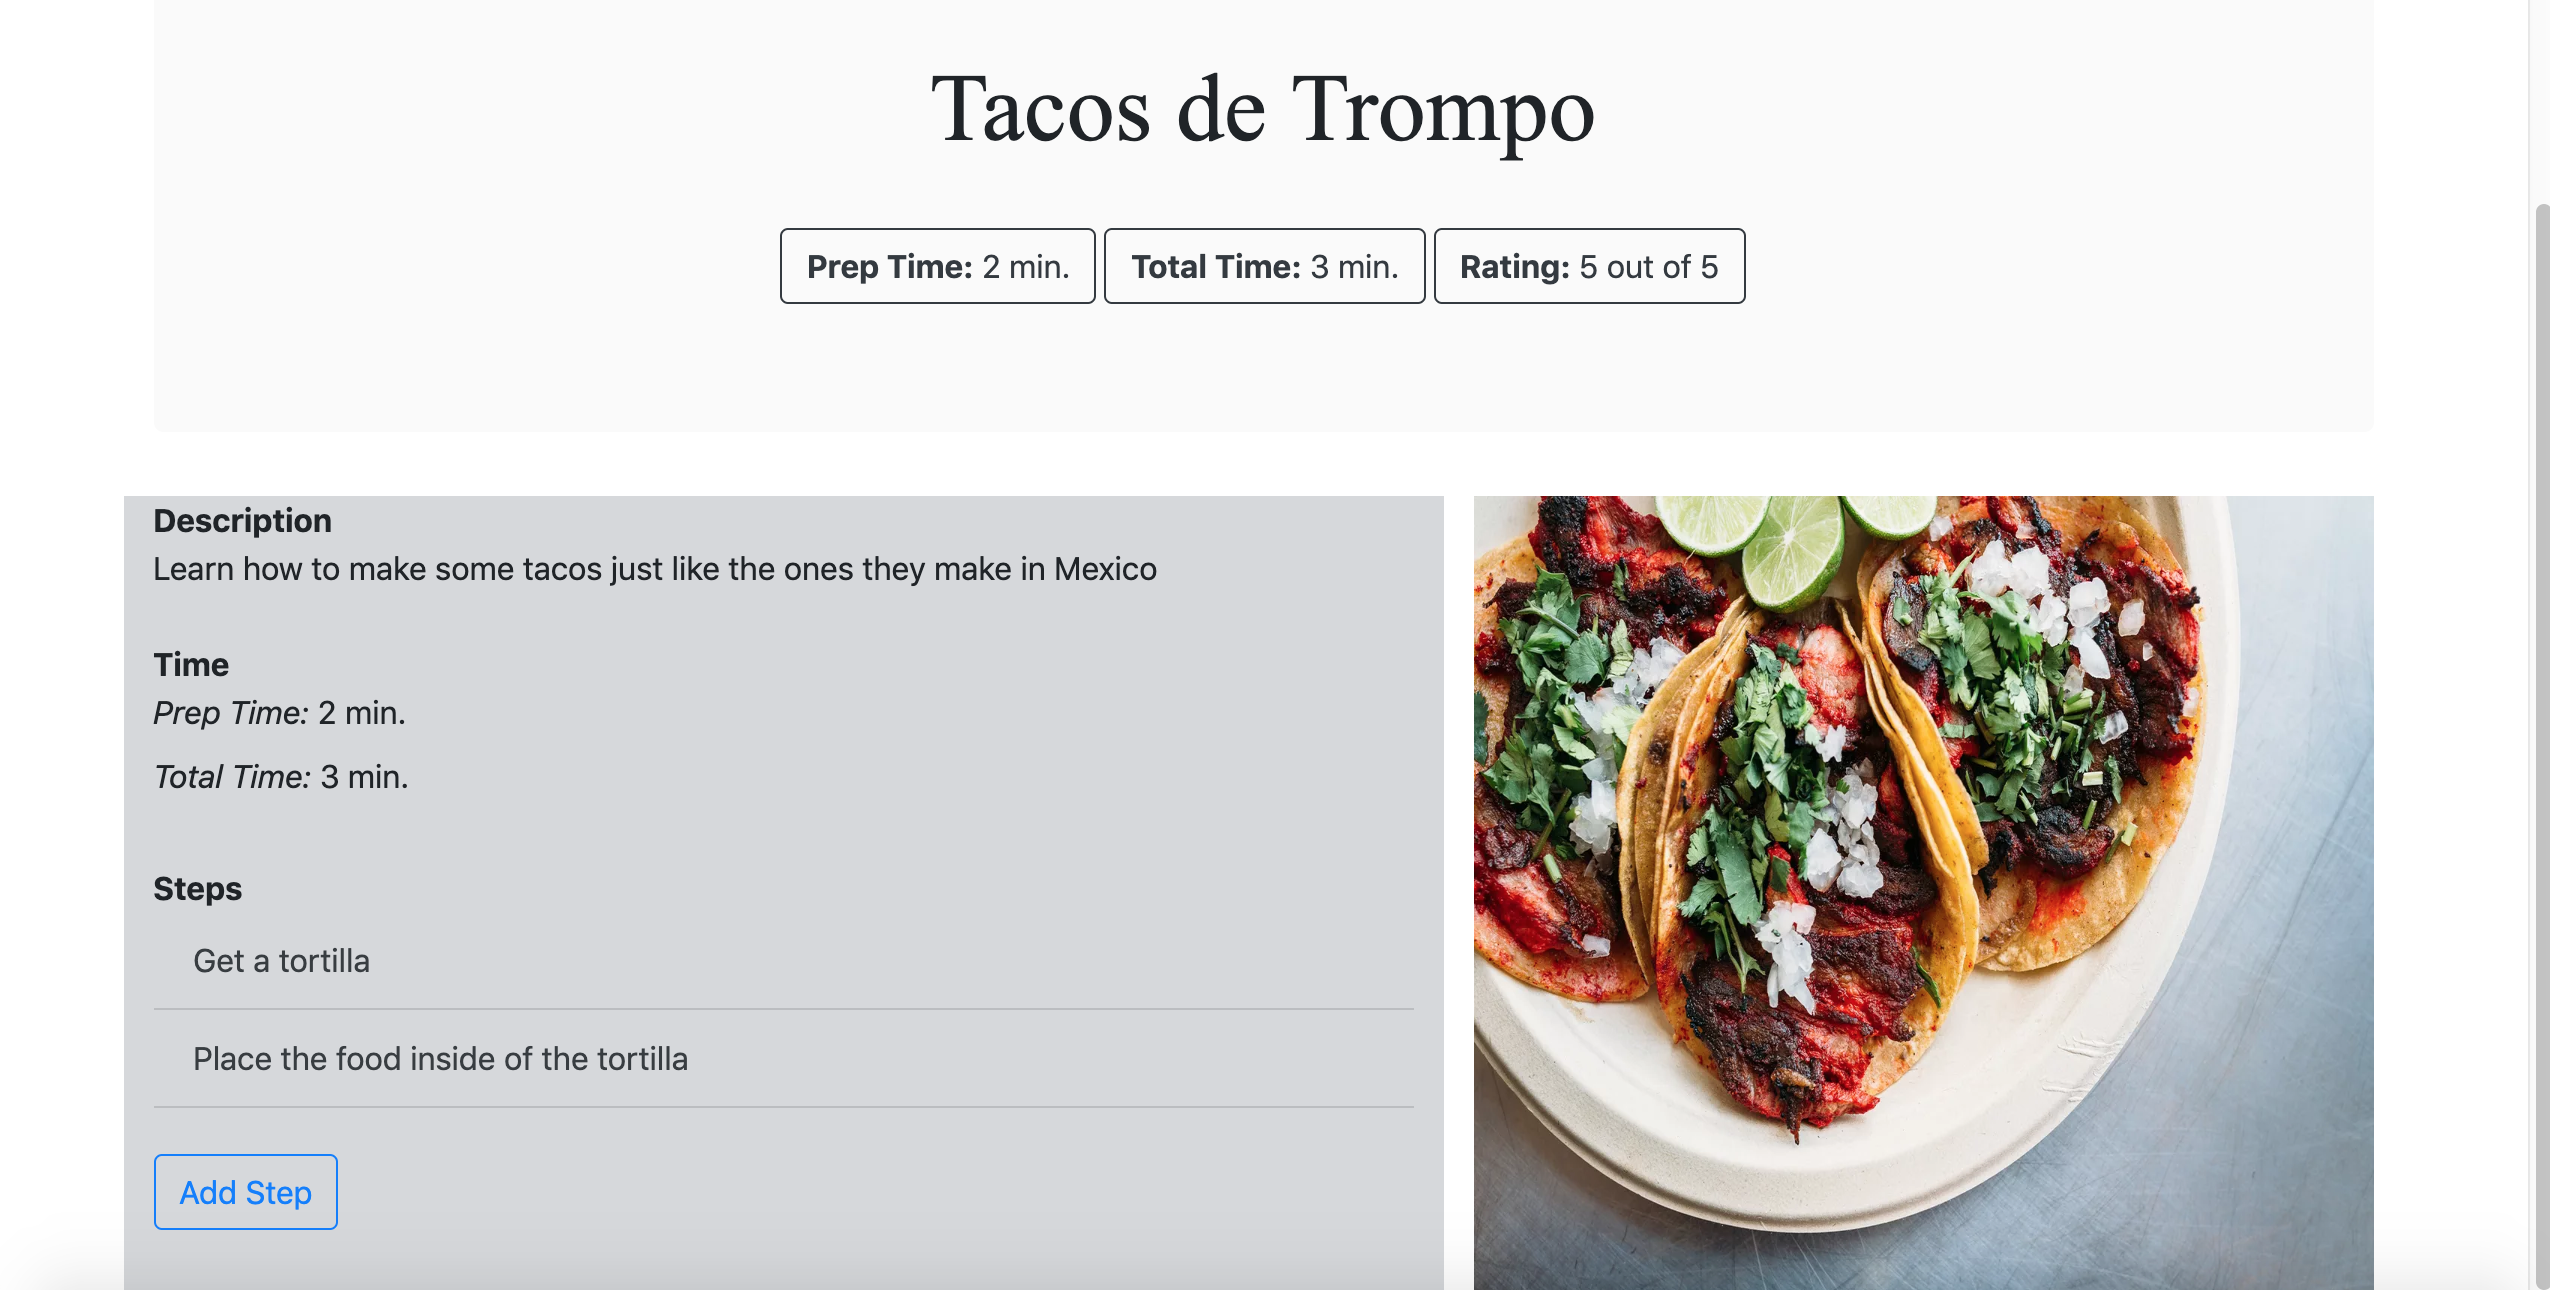 Tacos de Trompo
Prep Time: 2 min. Total Time: 3 min. Rating: 5 out of 5
Description
Learn how to make some tacos just like the ones they make in Mexico
Time
Prep Time: 2 min.
Total Time: 3 min.
Steps
Get a tortilla
Place the food inside of the tortilla
Add Step